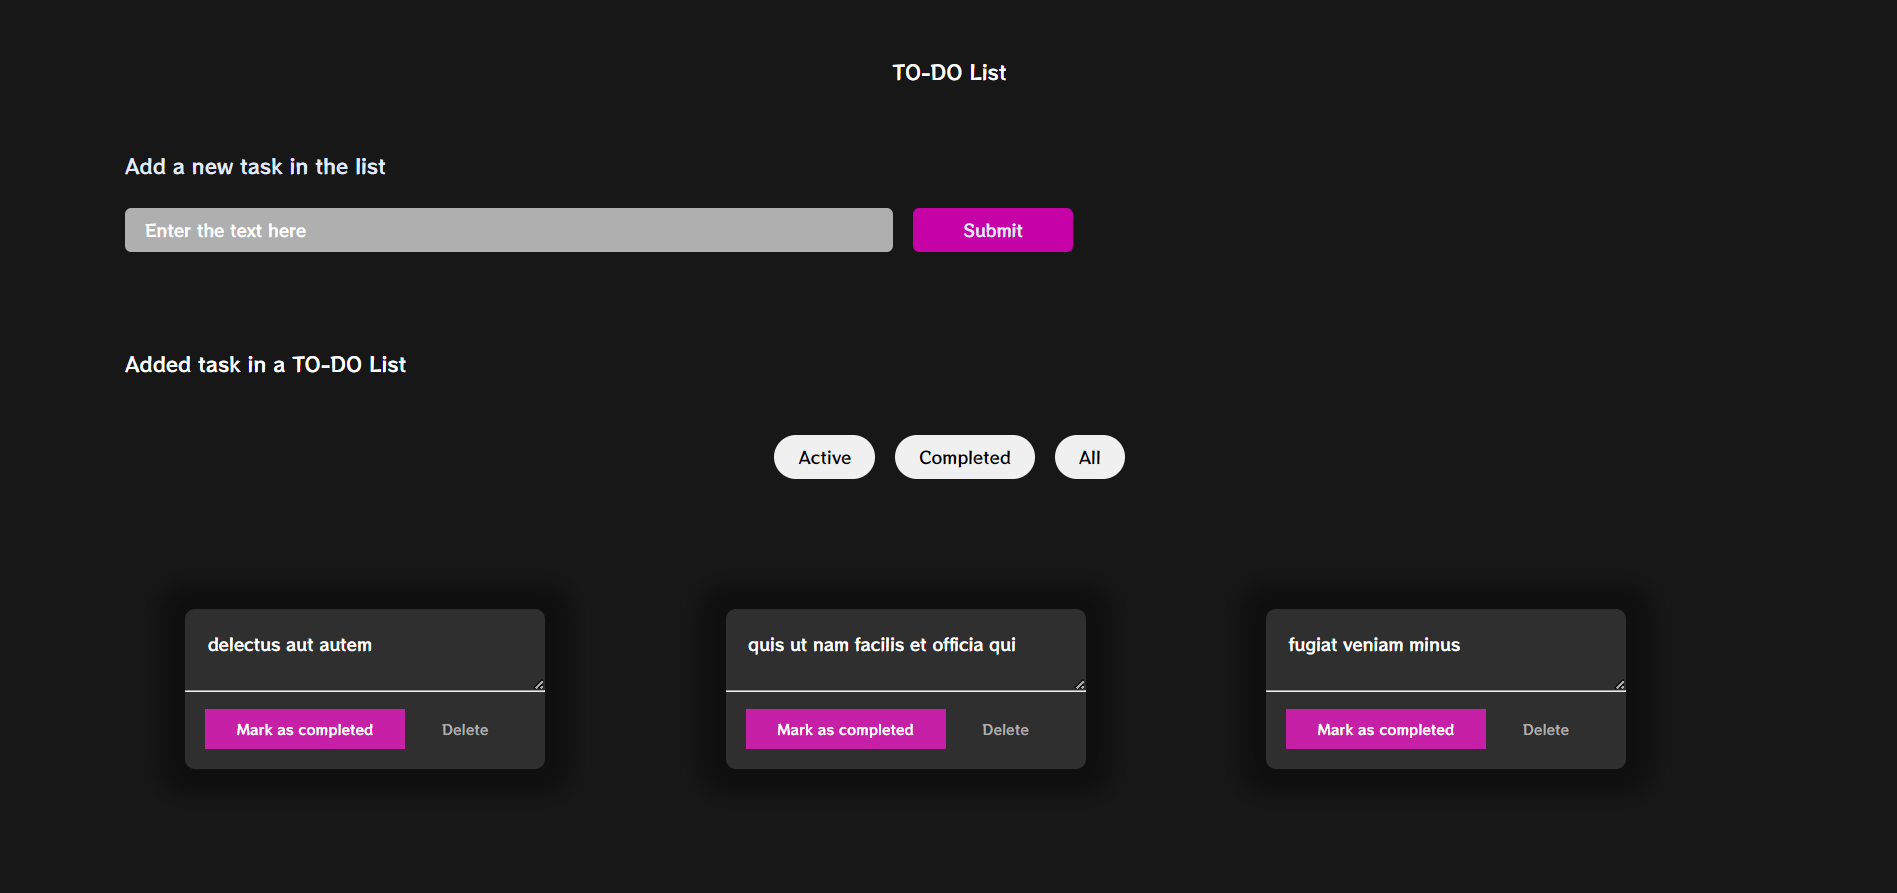 TO-DO List
Add a new task in the list
Enter the text here
Submit
Added task in a TO-DO List
Active
Completed
All
delectus aut autem
Mark as completed
Delete
quis ut nam facilis et officia qui
Mark as completed
Delete
fugiat veniam minus
Mark as completed
Delete